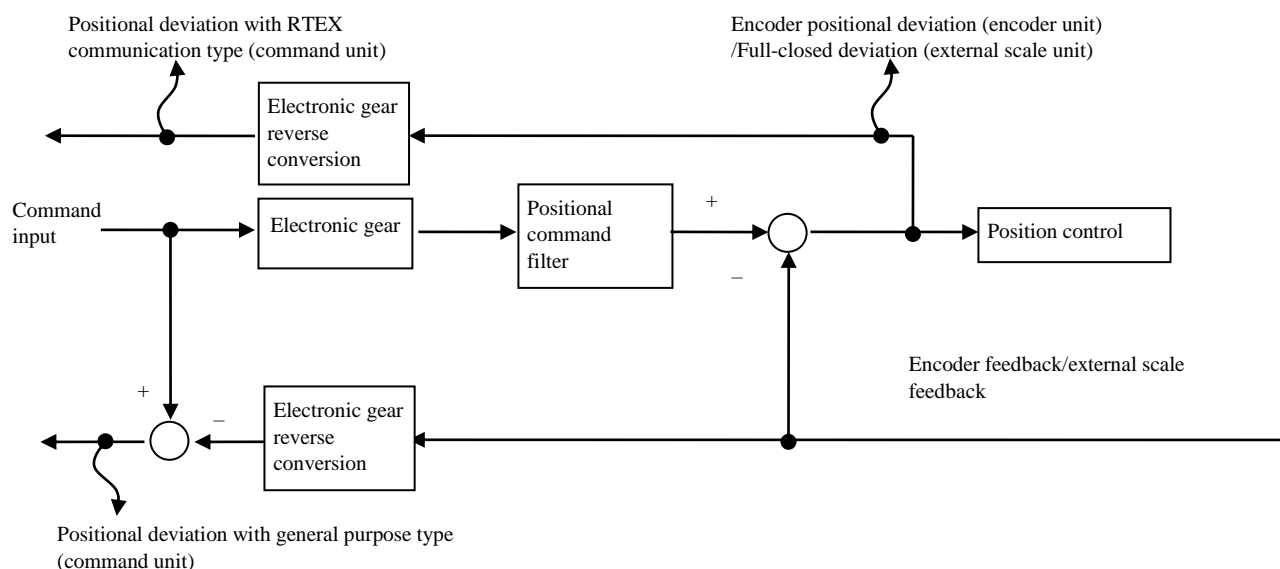 Positional deviation with RTEX
communication type (command unit)
Encoder positional deviation (encoder unit)
/Full-closed deviation (external scale unit)
Electronic gear
reverse
conversion
Command
input
Electronic gear
Positional
command
filter
+
−
Position control
Encoder feedback/external scale
feedback
+
−
Electronic gear
reverse
conversion
Positional deviation with general purpose type
(command unit)